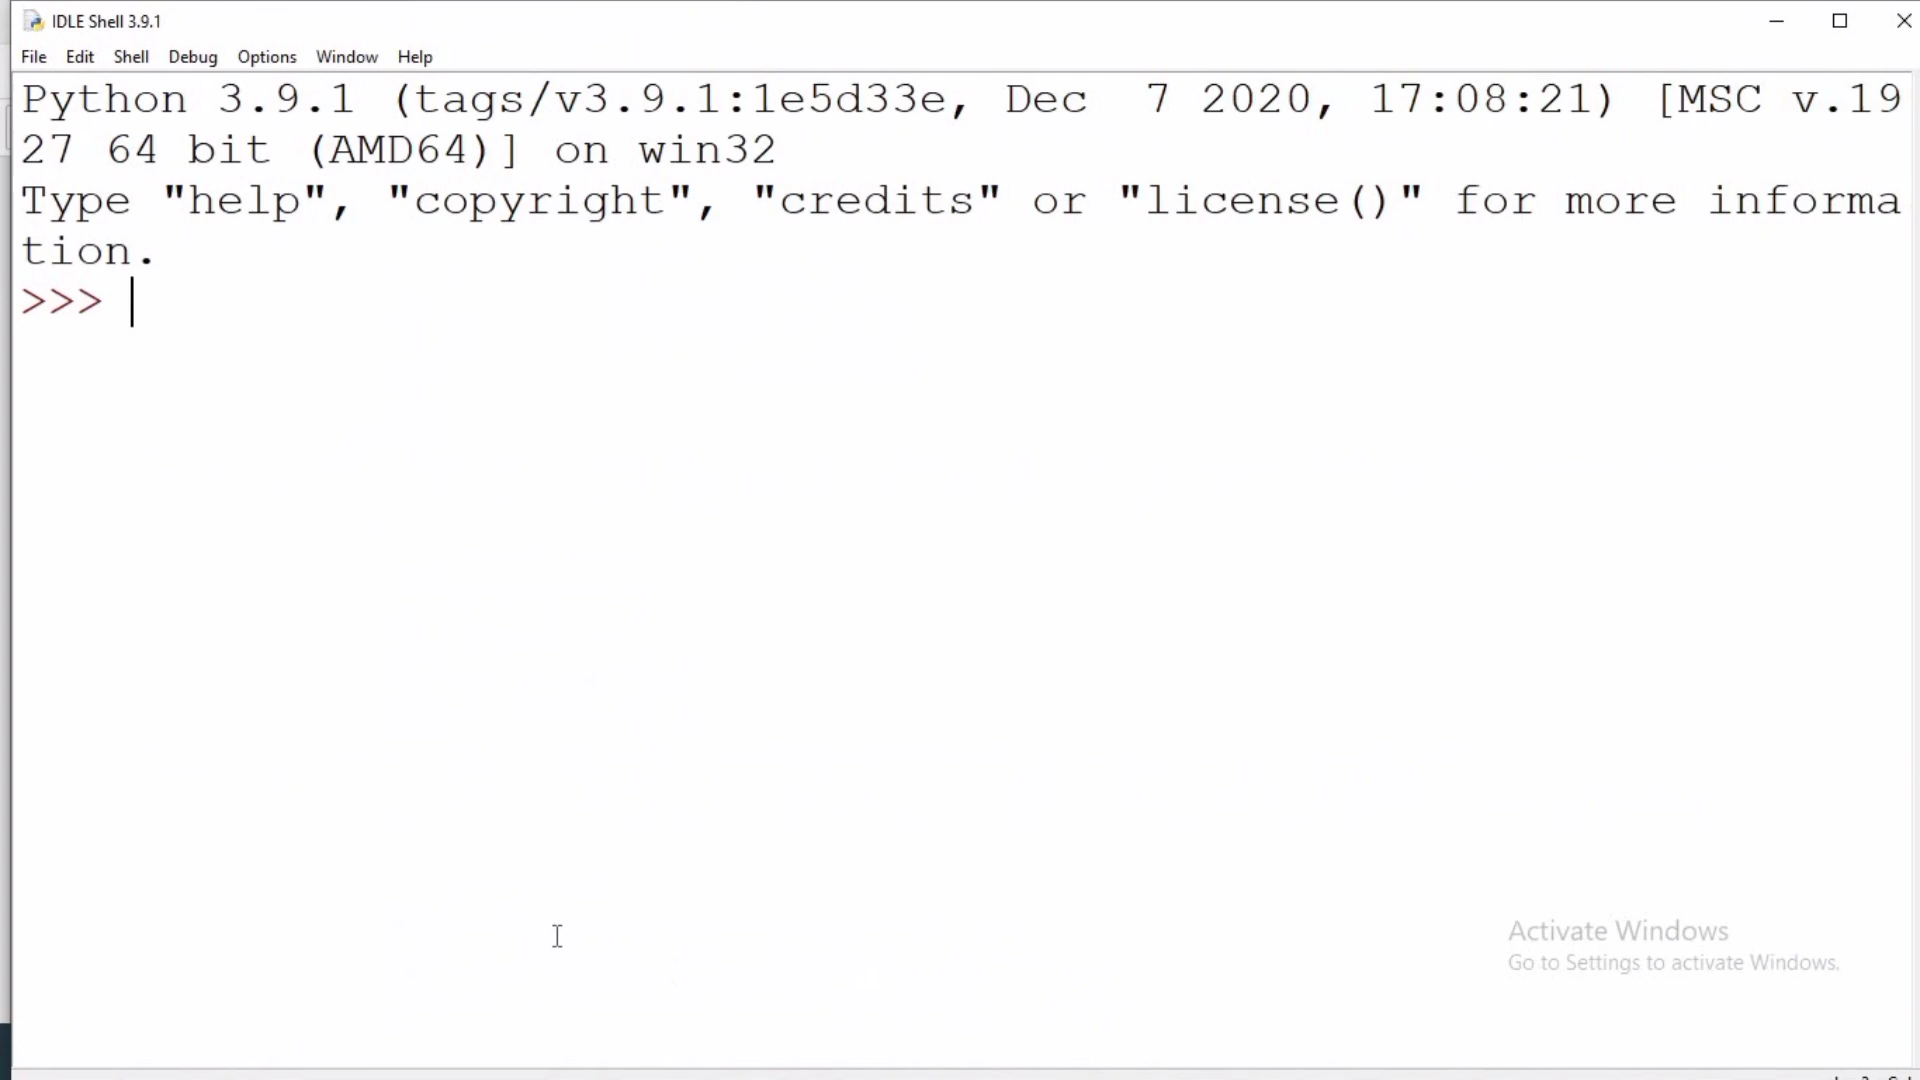 IDLE Shell 3.9.1
File Edit Shell Debug Options Window Help
Python 3.9.1 (tags/v3.9.1:1e5d33e, Dec  7 2020, 17:08:21) [MSC v.19
27 64 bit (AMD64)] on win32
Type "help", "copyright", "credits" or "license()" for more informa
tion.
>>>
Activate Windows
Go to Settings to activate Windows.